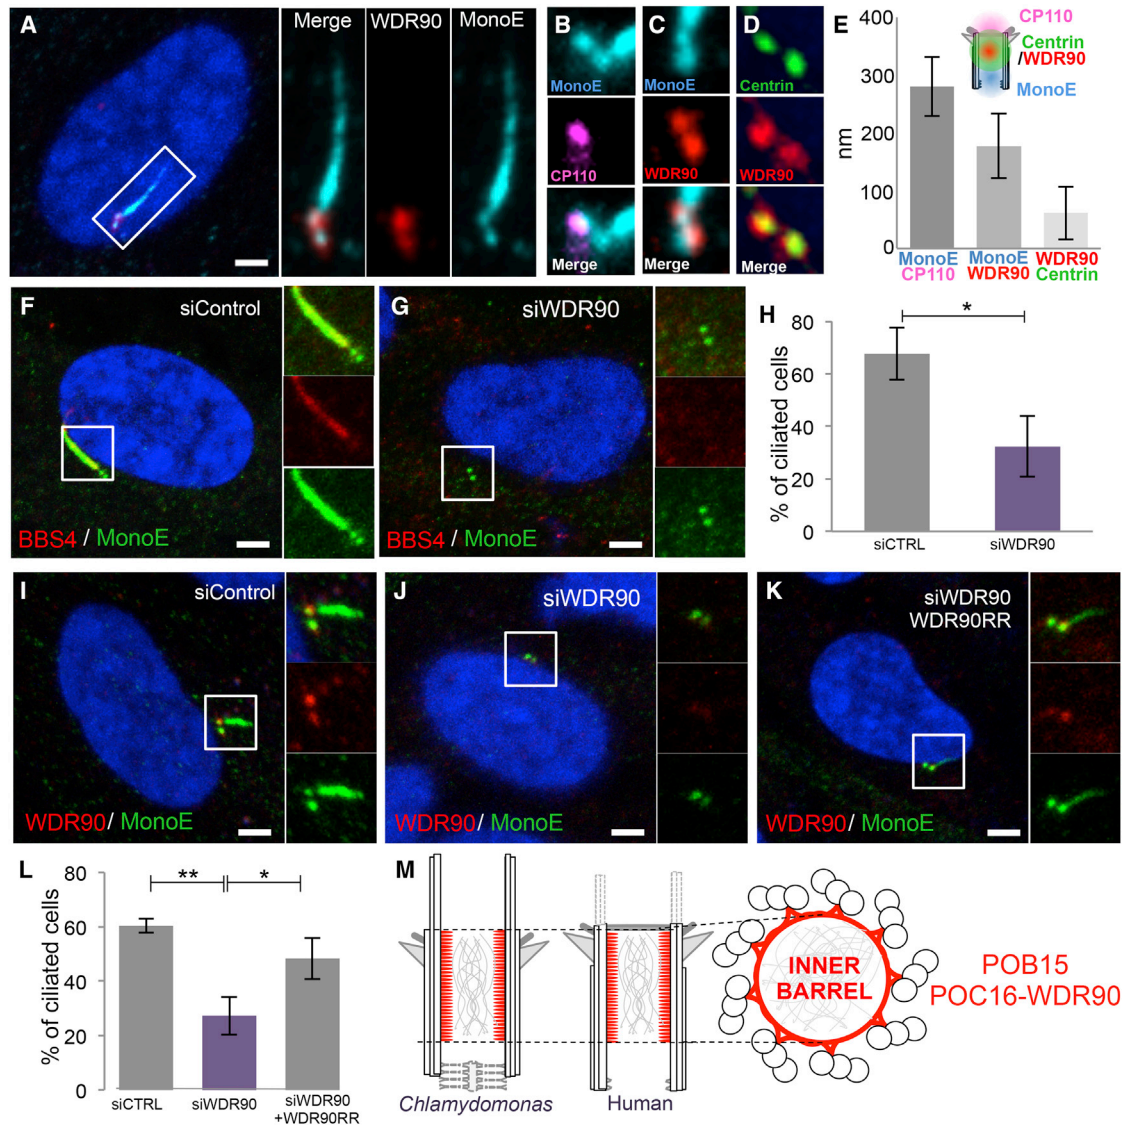 A
Merge
WDR90
MonoE
B
MonoE
CP110
Merge
C
MonoE
WDR90
Merge
D
Centrin
WDR90
Merge
E
400
300
200
100
0
nm
CP110
Centrin
/WDR90
MonoE
MonoE
CP110
MonoE
WDR90
WDR90
Centrin
F
siControl
BBS4 / MonoE
G
siWDR90
BBS4 / MonoE
H
80
60
40
20
0
% of ciliated cells
*
siCTRL
siWDR90
I
siControl
WDR90/ MonoE
J
siWDR90
WDR90/ MonoE
K
siWDR90
WDR90RR
WDR90/ MonoE
L
80
60
40
20
0
% of ciliated cells
**
*
siCTRL
siWDR90
siWDR90
+WDR90RR
M
Chlamydomonas
Human
INNER
BARREL
POB15
POC16-WDR90